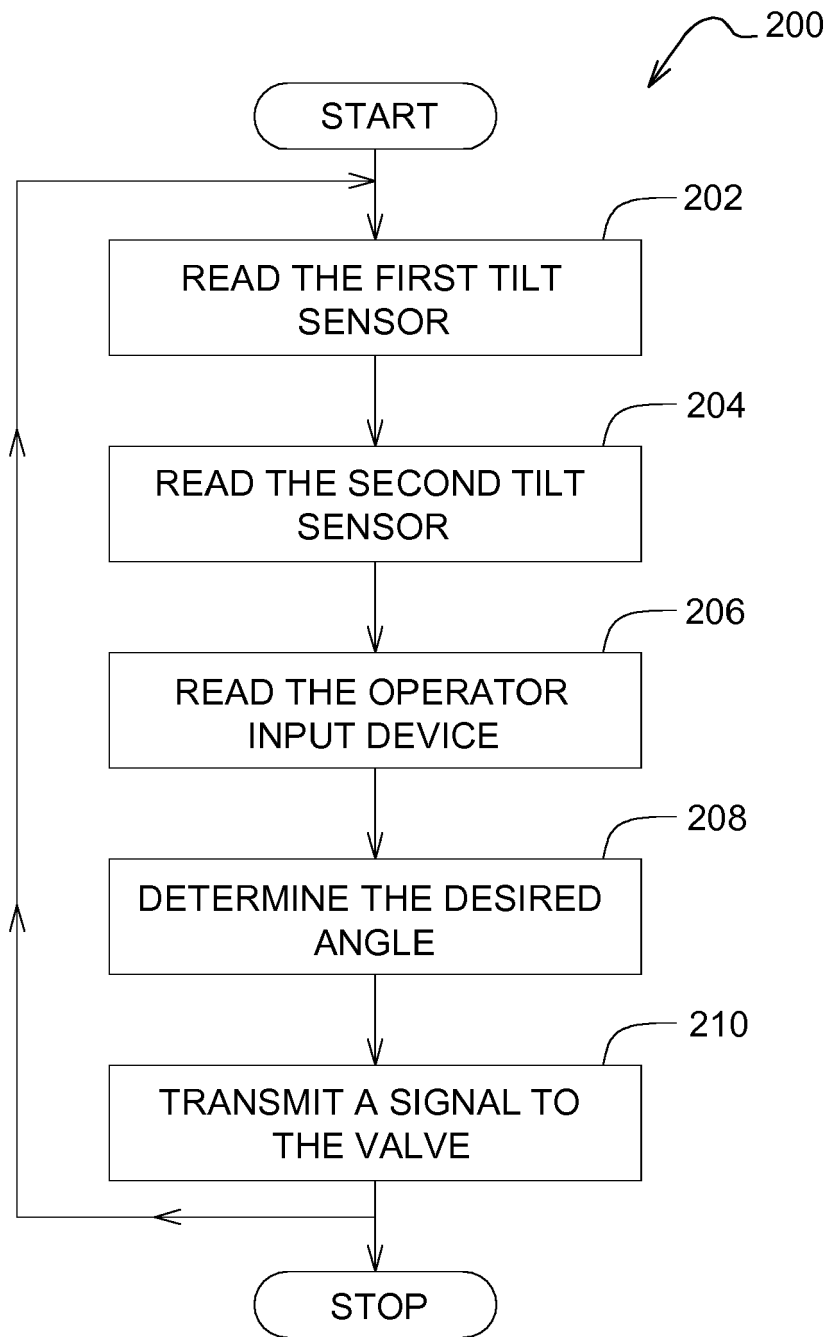 200
START
202
READ THE FIRST TILT
SENSOR
204
READ THE SECOND TILT
SENSOR
206
READ THE OPERATOR
INPUT DEVICE
208
DETERMINE THE DESIRED
ANGLE
210
TRANSMIT A SIGNAL TO
THE VALVE
STOP